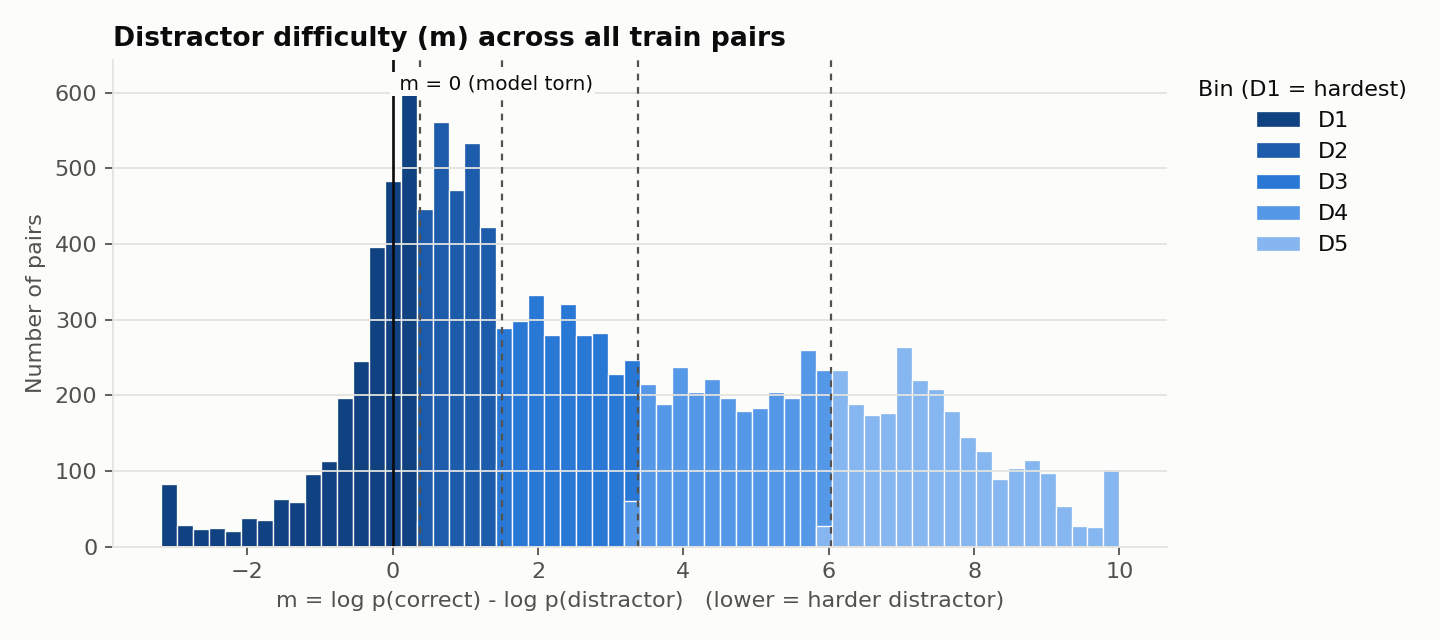 Distractor difficulty (m) across all train pairs
m = 0 (model torn)
Number of pairs
600
500
400
300
200
100
0
−2
0
2
4
6
8
10
m = log p(correct) - log p(distractor)   (lower = harder distractor)
Bin (D1 = hardest)
D1
D2
D3
D4
D5